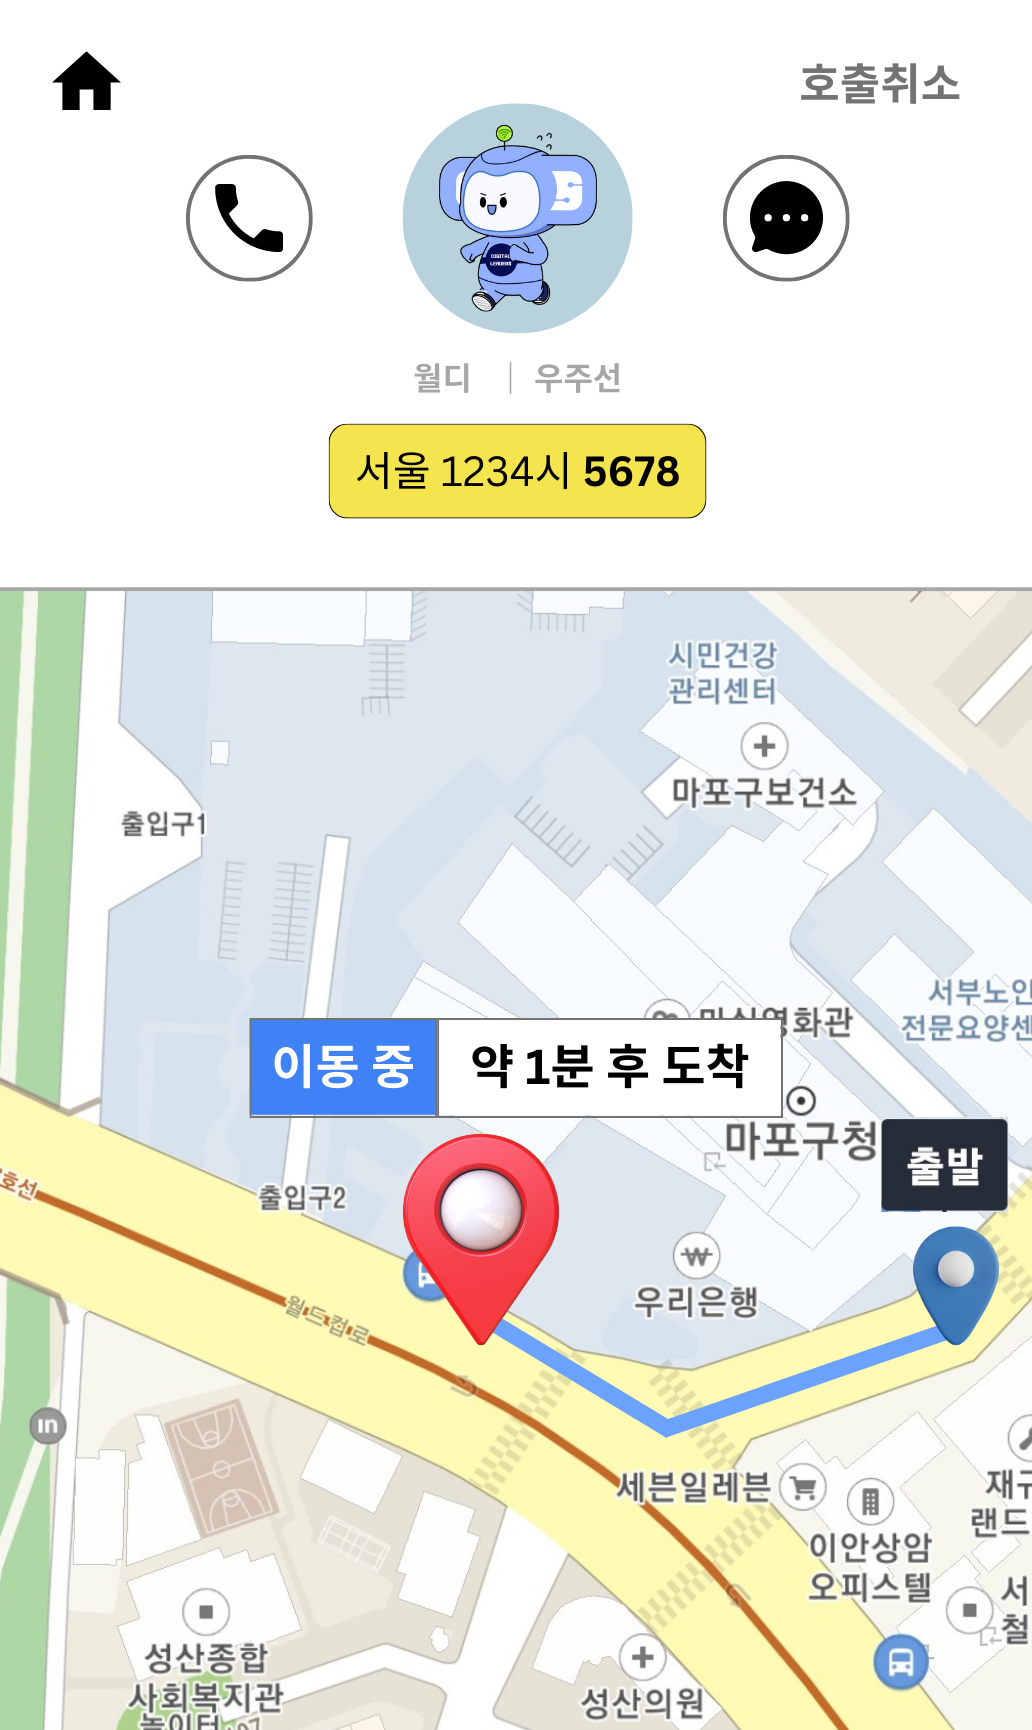 호출취소
DIGITAL
LEADERS
월디 | 우주선
서울 1234시 5678
시민건강
관리센터
마포구보건소
출입구1
서부노인
전문요양센
영화관
이동 중 약 1분 후 도착
마포구청
출발
호선
출입구2
우리은행
월드컵로
in
세븐일레븐
이안상암
오피스텔
재규
랜드
서
철
성산종합
사회복지관
놀이터
성산의원